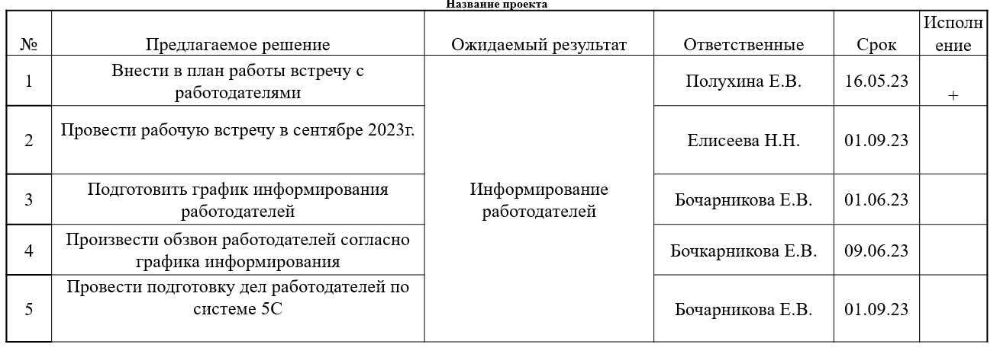 Название проекта
№ Предлагаемое решение Ожидаемый результат Ответственные Срок Исполн
ение
1 Внести в план работы встречу с
работодателями Полухина Е.В. 16.05.23 +
2 Провести рабочую встречу в сентябре 2023г. Елисеева Н.Н. 01.09.23
3 Подготовить график информирования
работодателей Информирование
работодателей Бочарникова Е.В. 01.06.23
4 Произвести обзвон работодателей согласно
графика информирования Бочкарникова Е.В. 09.06.23
5 Провести подготовку дел работодателей по
системе 5С Бочарникова Е.В. 01.09.23